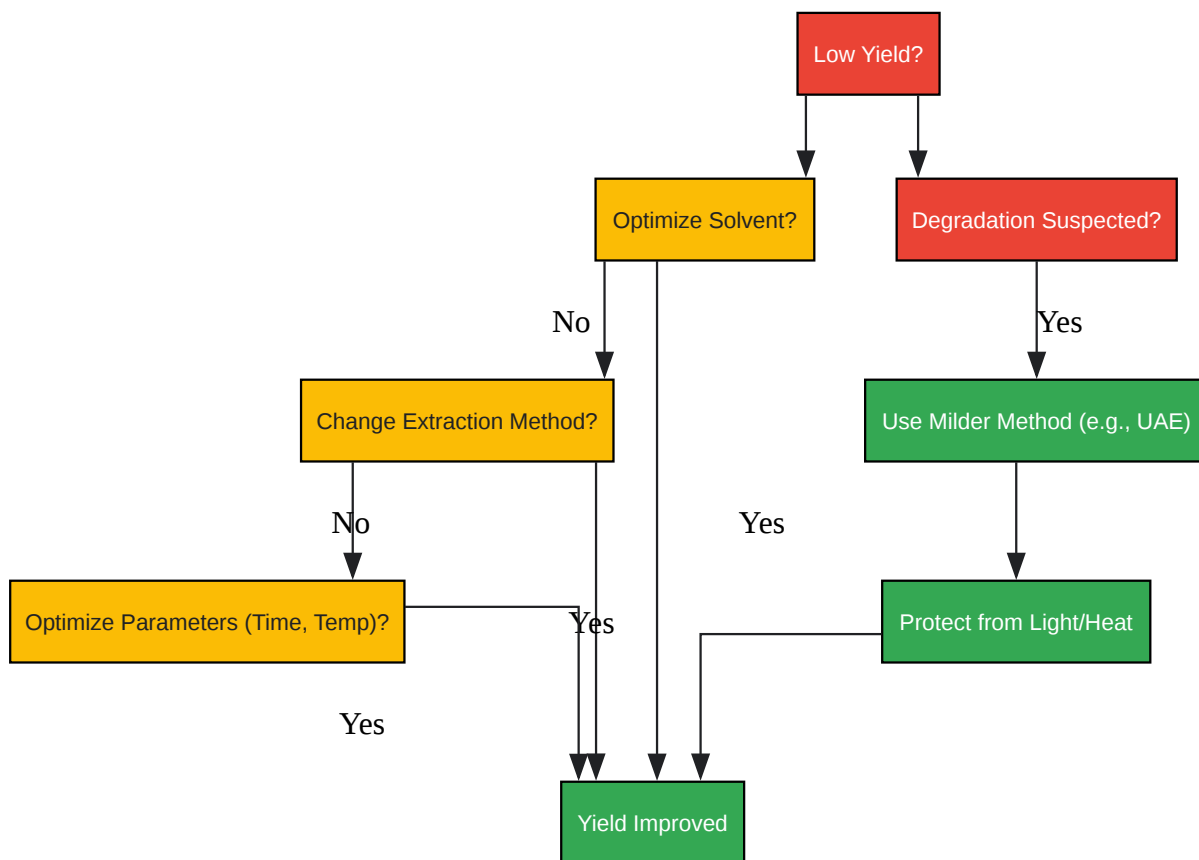 Low Yield?
Optimize Solvent?
Degradation Suspected?
No
Yes
Change Extraction Method?
Use Milder Method (e.g., UAE)
No
Yes
Optimize Parameters (Time, Temp)?
Yes
Protect from Light/Heat
Yes
Yield Improved